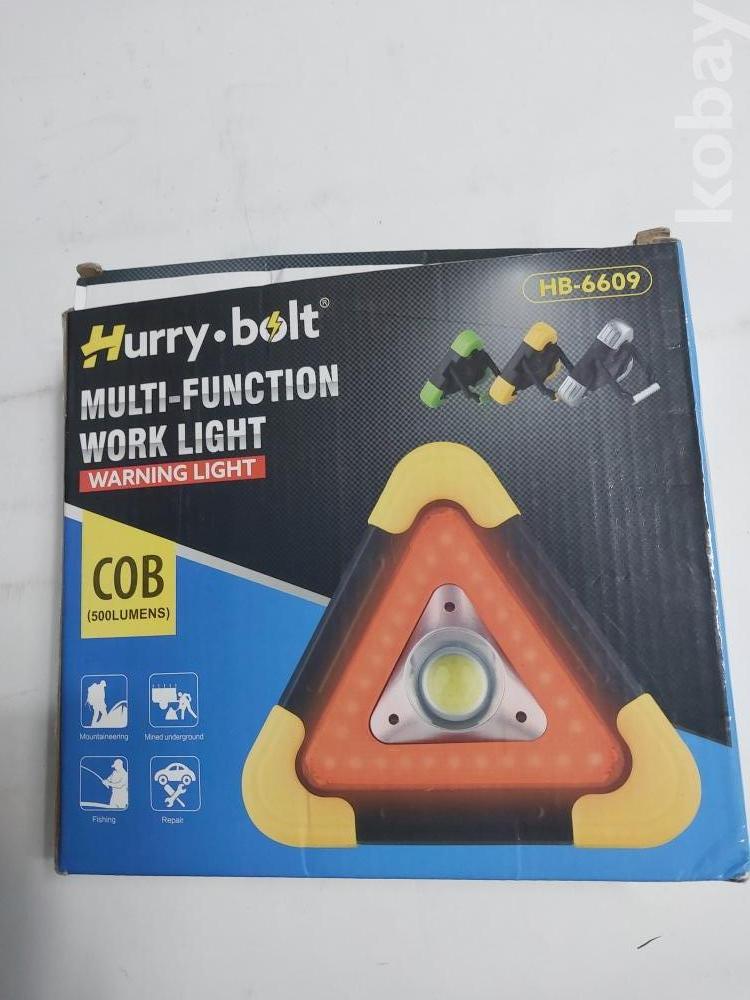 kobay
HB-6609
Hurry·bolt®
MULTI-FUNCTION
WORK LIGHT
WARNING LIGHT
COB
(500LUMENS)
Mountaineering
Mined underground
Fishing
Repair